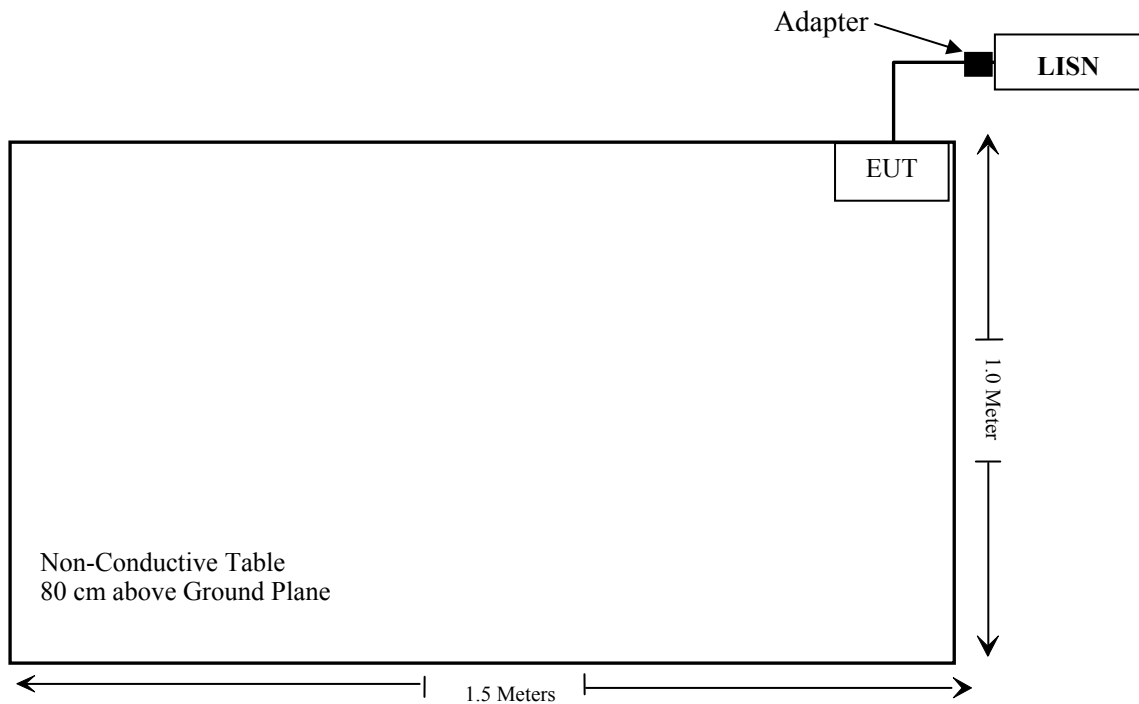 Adapter
LISN
EUT
1.0 Meter
Non-Conductive Table
80 cm above Ground Plane
1.5 Meters